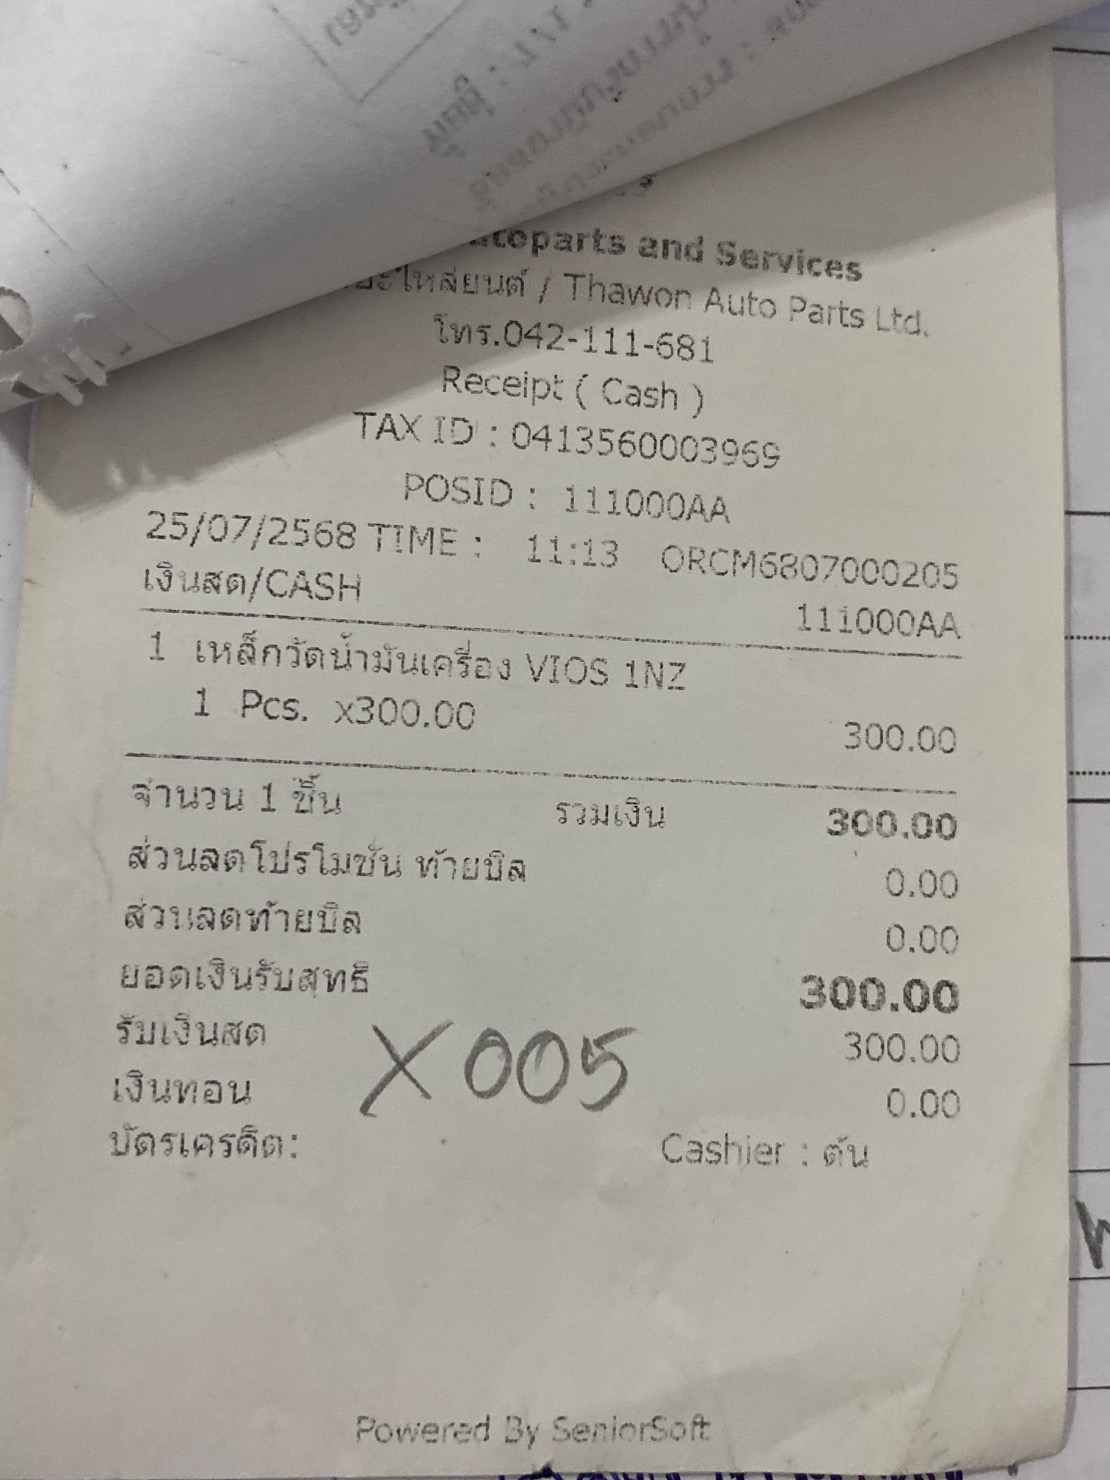 Autoparts and Services
อะไหล่ยนต์ / Thawon Auto Parts Ltd.
โทร.042-111-681
Receipt ( Cash )
TAX ID : 0413560003969
POSID : 111000AA
25/07/2568 TIME : 11:13 ORCM6807000205
เงินสด/CASH 111000AA
1 เหล็กวัดน้ำมันเครื่อง VIOS 1NZ
1 Pcs. x300.00 300.00
จำนวน 1 ชิ้น รวมเงิน 300.00
ส่วนลดโปรโมชั่น ท้ายบิล 0.00
ส่วนลดท้ายบิล 0.00
ยอดเงินรับสุทธิ 300.00
รับเงินสด 300.00
X005
เงินทอน 0.00
บัตรเครดิต: Cashier : ต้น
Powered By SeniorSoft